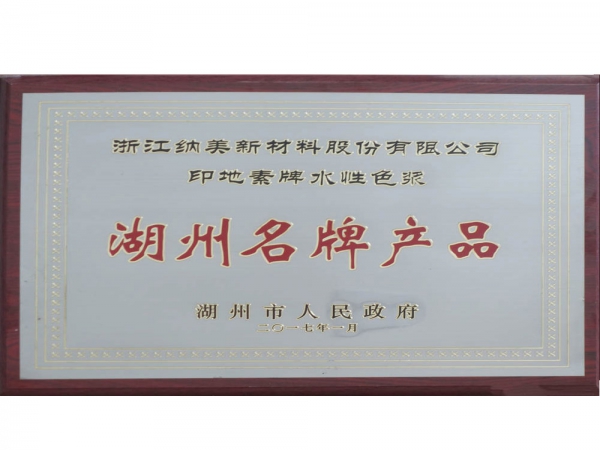 浙江纳美新材料股份有限公司
印地素牌水性色浆
湖州名牌产品
湖州市人民政府
二〇一七年一月